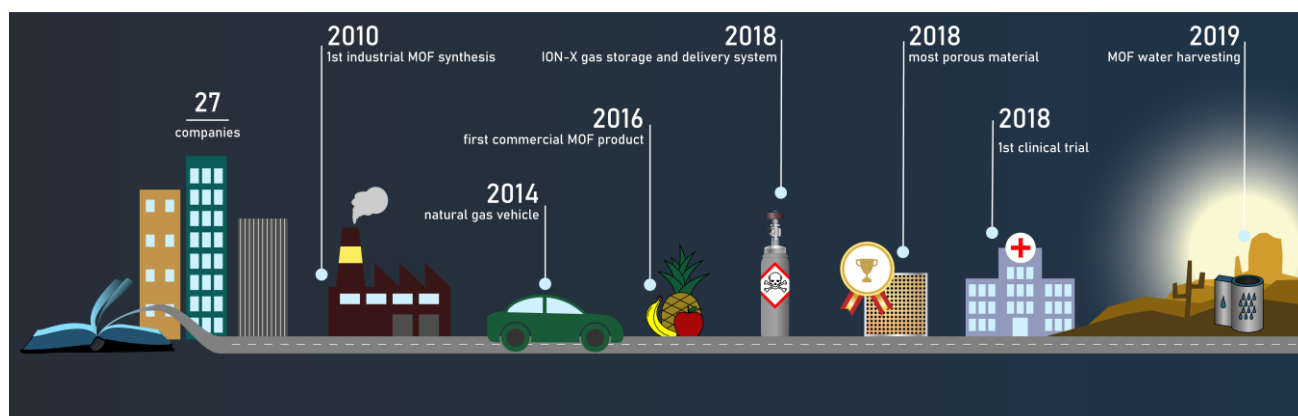 27
companies
2010
1st industrial MOF synthesis
2014
natural gas vehicle
2016
first commercial MOF product
2018
ION-X gas storage and delivery system
2018
most porous material
2018
1st clinical trial
2019
MOF water harvesting